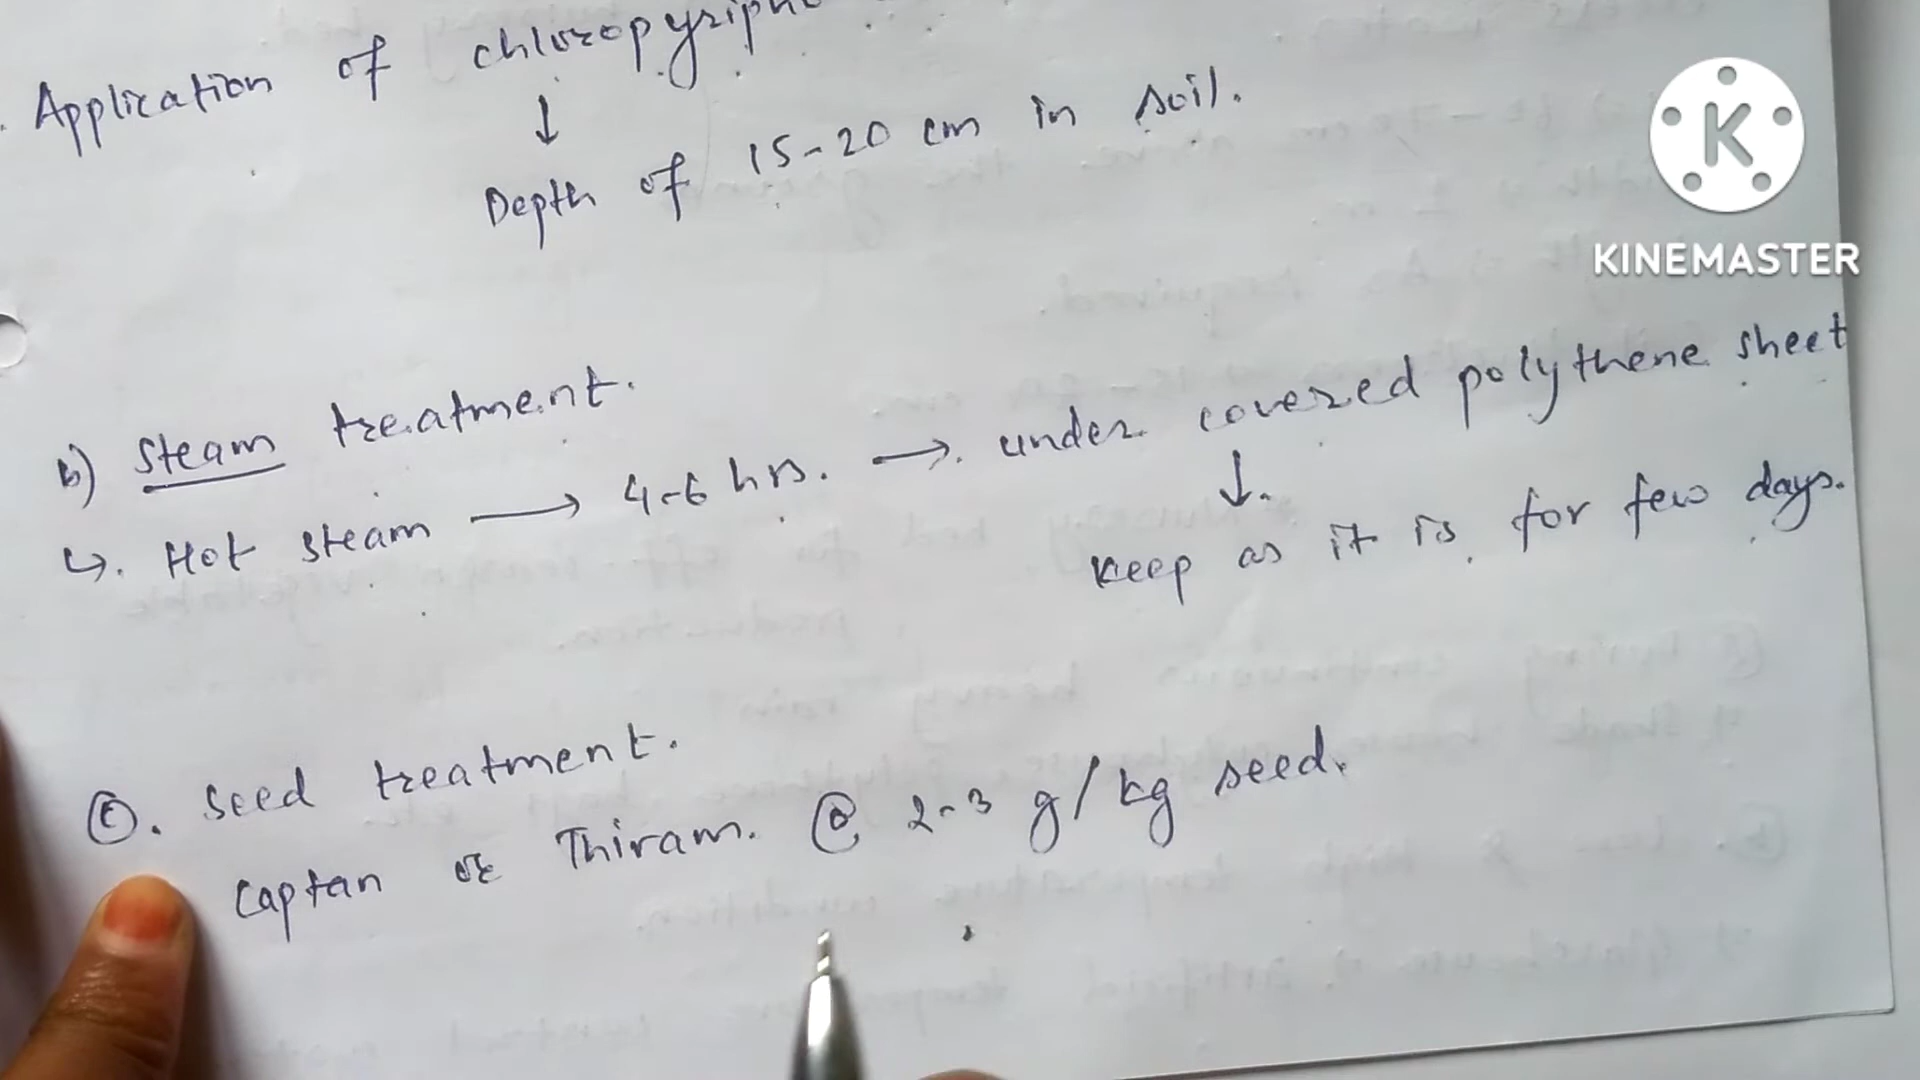 Application of
↓
Depth of 15-20 cm in soil.
b) Steam treatment.
↳. Hot steam → 4-6 hrs. → under covered polythene sheet
↓.
Keep as it is for few days.
©. Seed treatment.
Captan or Thiram. @ 2-3 g/kg seed.
K
KINEMASTER